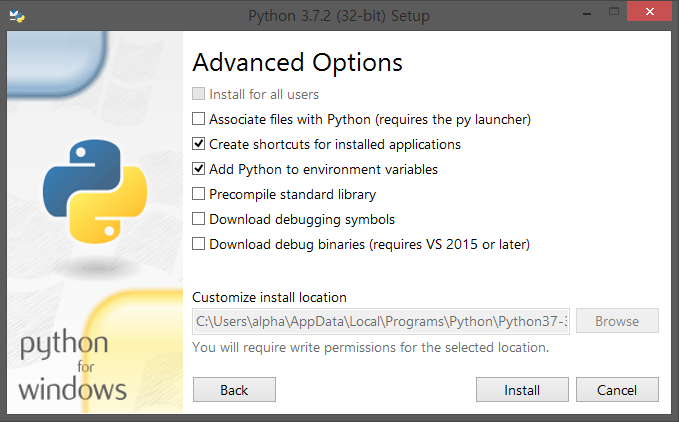 Python 3.7.2 (32-bit) Setup
Advanced Options
Install for all users
Associate files with Python (requires the py launcher)
Create shortcuts for installed applications
Add Python to environment variables
Precompile standard library
Download debugging symbols
Download debug binaries (requires VS 2015 or later)
Customize install location
C:\Users\alpha\AppData\Local\Programs\Python\Python37-3
Browse
You will require write permissions for the selected location.
python
for
windows
Back
Install
Cancel